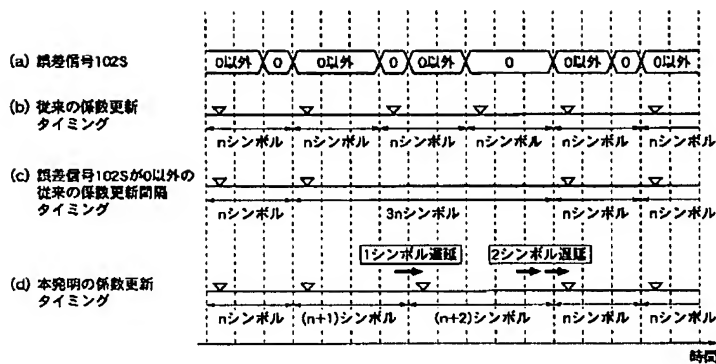 (a) 誤差信号102S
0以外 0 0以外 0 0以外 0 0以外 0 0以外
(b) 従来の係数更新
タイミング
nシンボル nシンボル nシンボル nシンボル nシンボル nシンボル
(c) 誤差信号102Sが0以外の
従来の係数更新間隔
タイミング
nシンボル 3nシンボル nシンボル nシンボル
1シンボル遅延 2シンボル遅延
(d) 本発明の係数更新
タイミング
nシンボル (n+1)シンボル (n+2)シンボル nシンボル nシンボル
時間